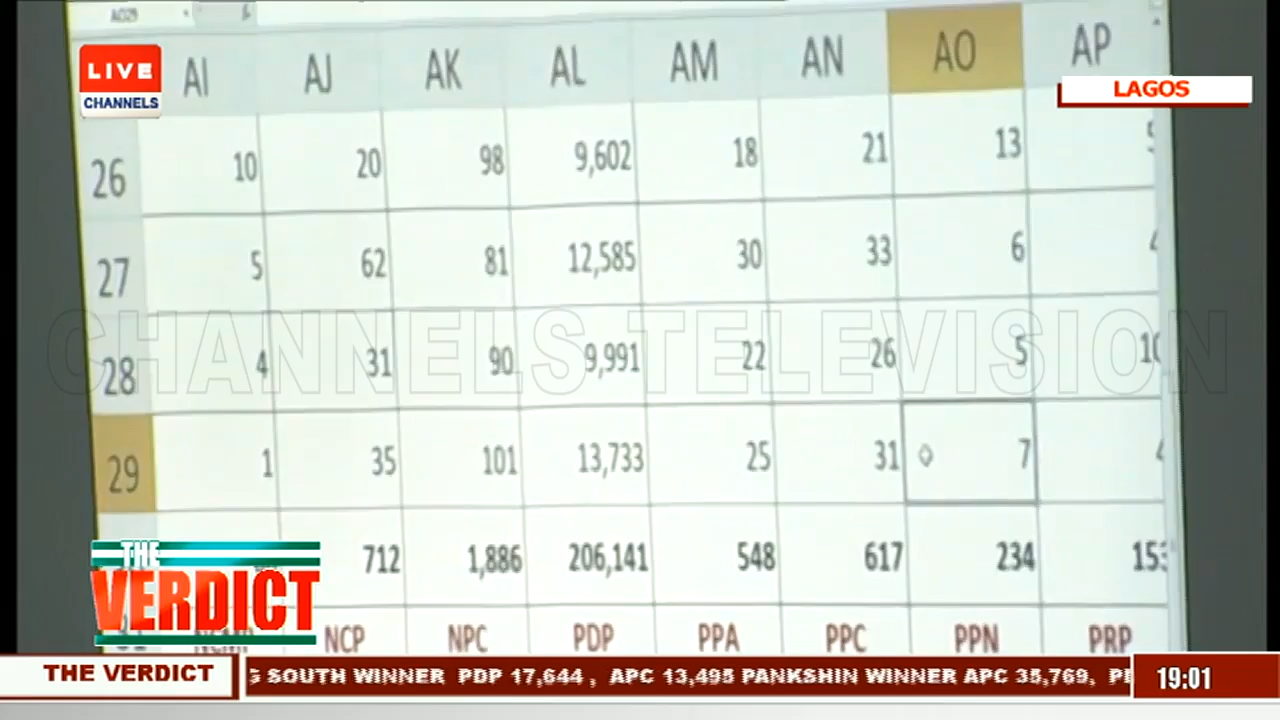 AO29
LIVE
CHANNELS
LAGOS
AI AJ AK AL AM AN AO AP
26 10 20 98 9,602 18 21 13
27 5 62 81 12,585 30 33 6
28 4 31 90 9,991 22 26 5 10
29 1 35 101 13,733 25 31 7
712 1,886 206,141 548 617 234 153
NCP NPC PDP PPA PPC PPN PRP
CHANNELS TELEVISION
THE
VERDICT
THE VERDICT
SOUTH WINNER PDP 17,644 , APC 13,495 PANKSHIN WINNER APC 35,769,
19:01